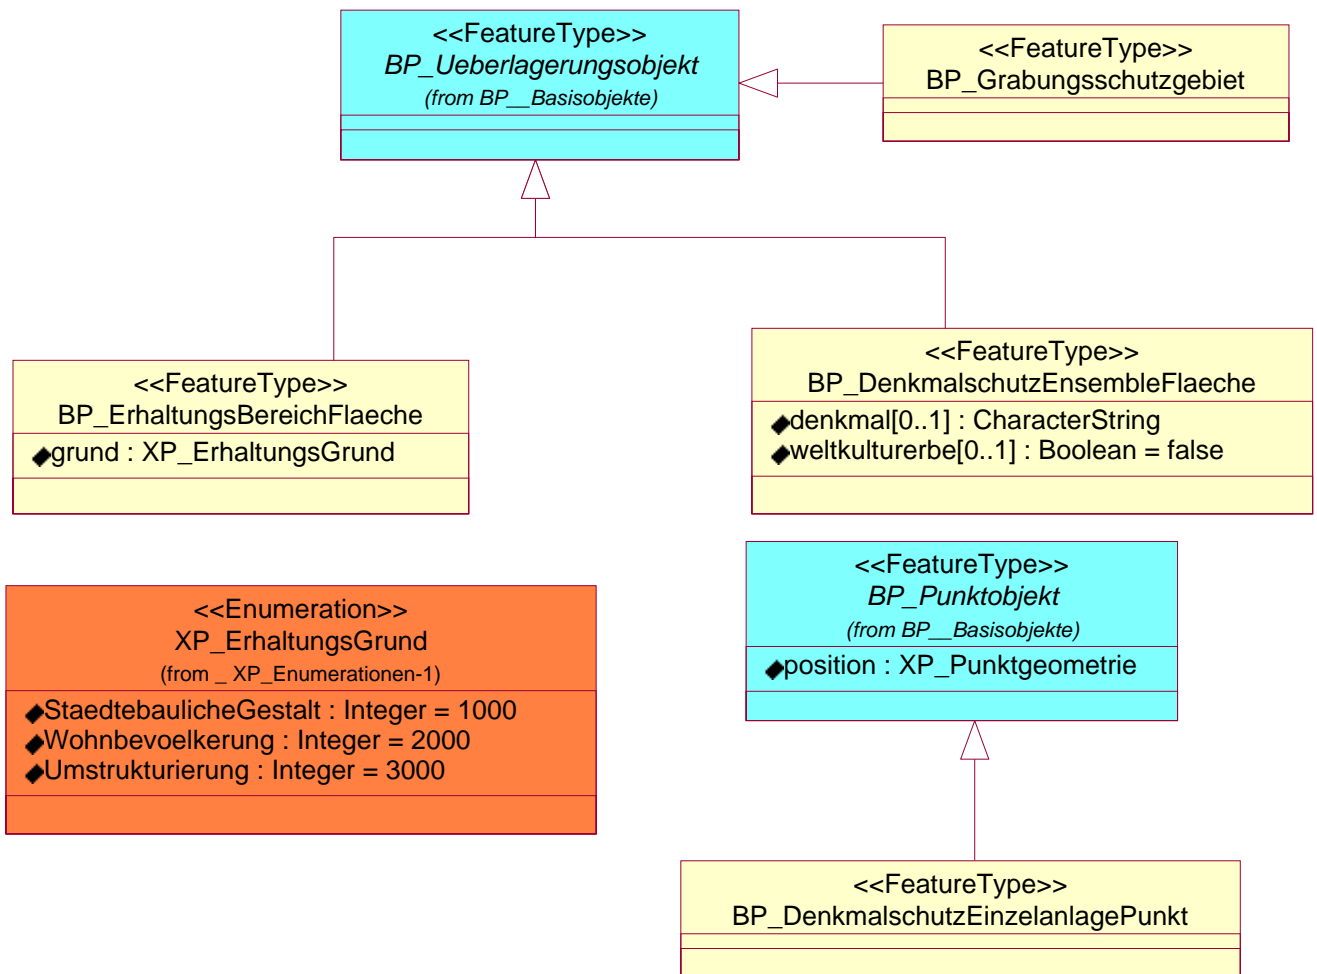 <<FeatureType>>
BP_Ueberlagerungsobjekt
(from BP__Basisobjekte)
<<FeatureType>>
BP_Grabungsschutzgebiet
<<FeatureType>>
BP_ErhaltungsBereichFlaeche
grund : XP_ErhaltungsGrund
<<FeatureType>>
BP_DenkmalschutzEnsembleFlaeche
denkmal[0..1] : CharacterString
weltkulturerbe[0..1] : Boolean = false
<<Enumeration>>
XP_ErhaltungsGrund
(from _ XP_Enumerationen-1)
StaedtebaulicheGestalt : Integer = 1000
Wohnbevoelkerung : Integer = 2000
Umstrukturierung : Integer = 3000
<<FeatureType>>
BP_Punktobjekt
(from BP__Basisobjekte)
position : XP_Punktgeometrie
<<FeatureType>>
BP_DenkmalschutzEinzelanlagePunkt